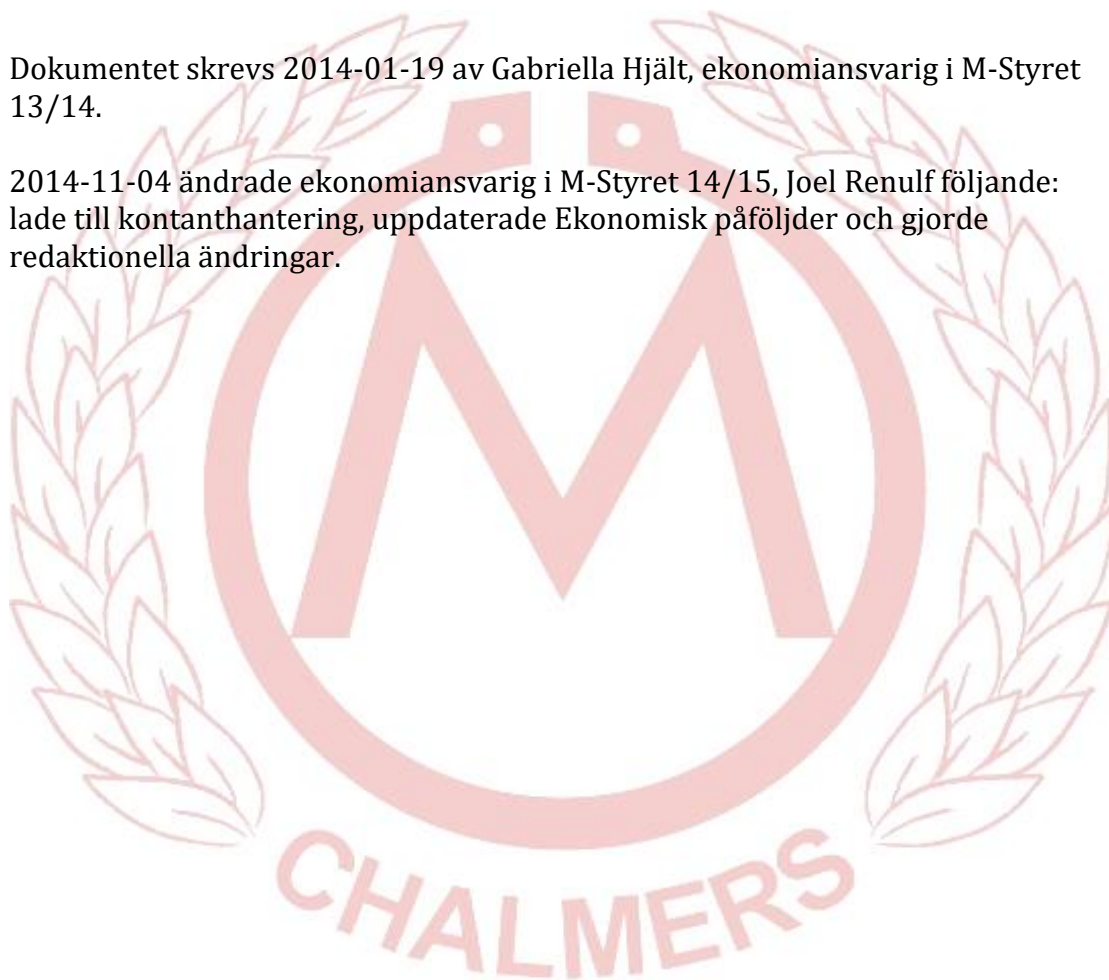 Dokumentet skrevs 2014-01-19 av Gabriella Hjält, ekonomiansvarig i M-Styret
13/14.
2014-11-04 ändrade ekonomiansvarig i M-Styret 14/15, Joel Renulf följande:
lade till kontanthantering, uppdaterade Ekonomisk påföljder och gjorde
redaktionella ändringar.
M
CHALMERS